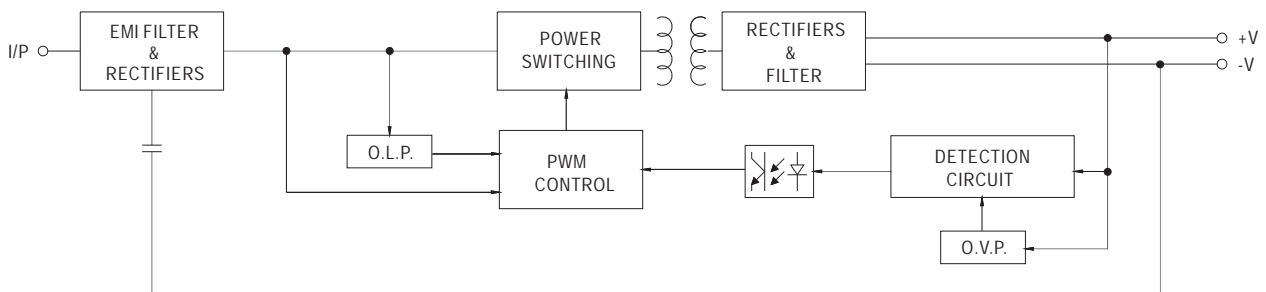 I/P
EMI FILTER
&
RECTIFIERS
POWER
SWITCHING
RECTIFIERS
&
FILTER
+V
-V
O.L.P.
PWM
CONTROL
DETECTION
CIRCUIT
O.V.P.